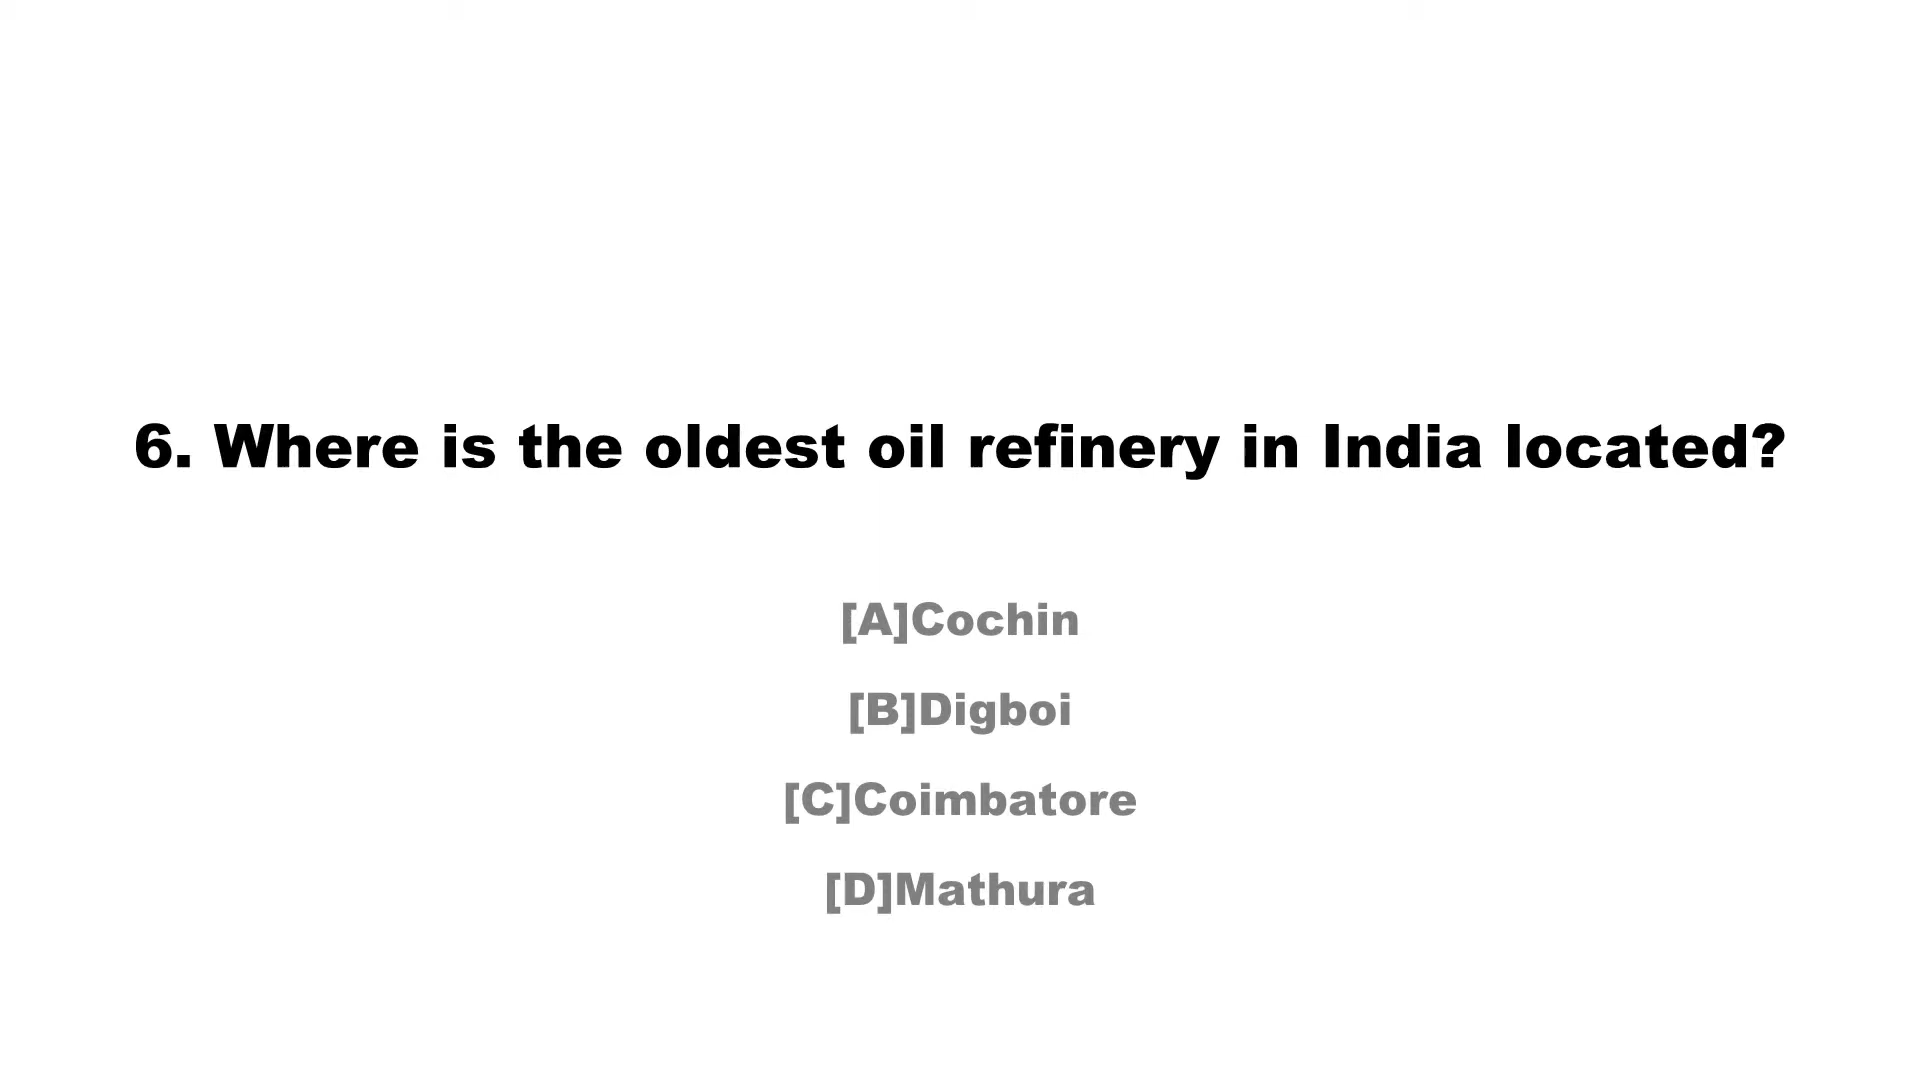 6. Where is the oldest oil refinery in India located?
[A]Cochin
[B]Digboi
[C]Coimbatore
[D]Mathura